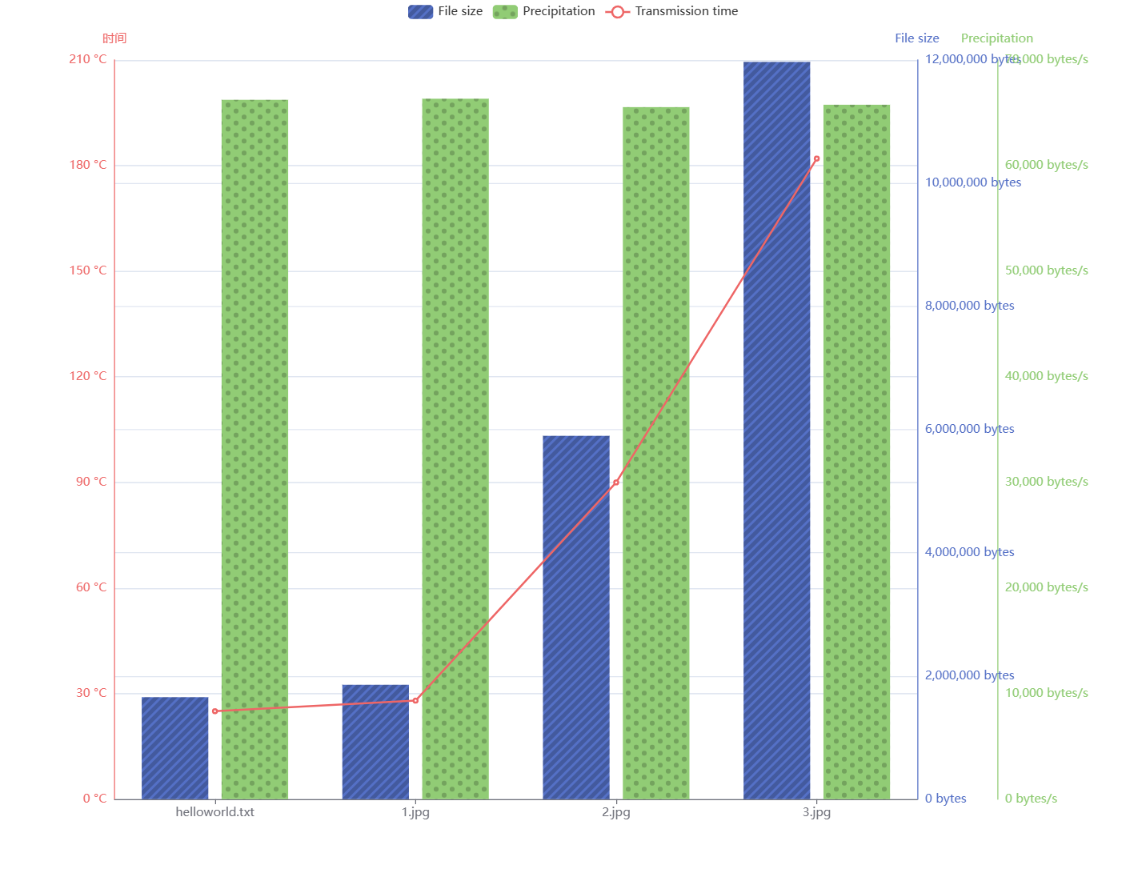 File size Precipitation Transmission time
时间 File size Precipitation
210 °C 12,000,000 bytes 70,000 bytes/s
180 °C 60,000 bytes/s
10,000,000 bytes
150 °C 50,000 bytes/s
8,000,000 bytes
120 °C 40,000 bytes/s
6,000,000 bytes
90 °C 30,000 bytes/s
4,000,000 bytes
60 °C 20,000 bytes/s
2,000,000 bytes
30 °C 10,000 bytes/s
0 °C 0 bytes 0 bytes/s
helloworld.txt 1.jpg 2.jpg 3.jpg